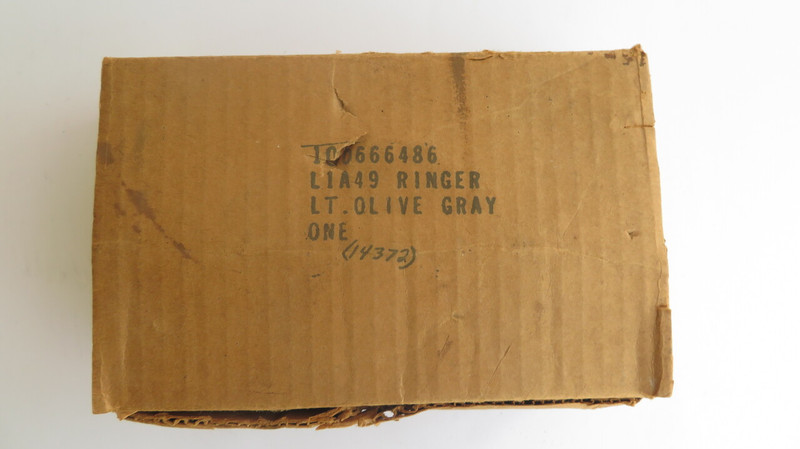 100666486
L1A49 RINGER
LT.OLIVE GRAY
ONE
(14372)